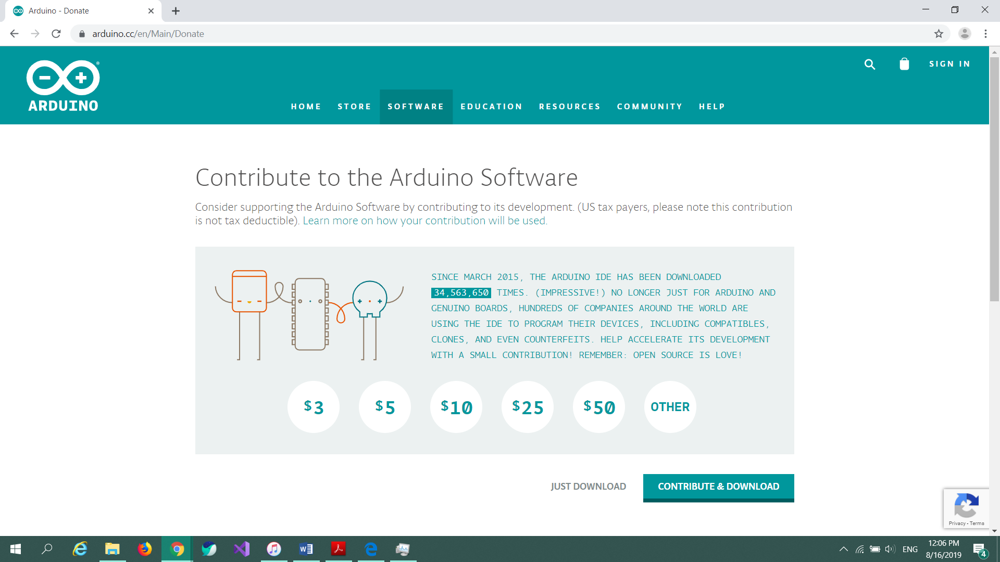 Arduino - Donate
arduino.cc/en/Main/Donate
ARDUINO
®
SIGN IN
HOME STORE SOFTWARE EDUCATION RESOURCES COMMUNITY HELP
Contribute to the Arduino Software
Consider supporting the Arduino Software by contributing to its development. (US tax payers, please note this contribution
is not tax deductible). Learn more on how your contribution will be used.
SINCE MARCH 2015, THE ARDUINO IDE HAS BEEN DOWNLOADED
34,563,650 TIMES. (IMPRESSIVE!) NO LONGER JUST FOR ARDUINO AND
GENUINO BOARDS, HUNDREDS OF COMPANIES AROUND THE WORLD ARE
USING THE IDE TO PROGRAM THEIR DEVICES, INCLUDING COMPATIBLES,
CLONES, AND EVEN COUNTERFEITS. HELP ACCELERATE ITS DEVELOPMENT
WITH A SMALL CONTRIBUTION! REMEMBER: OPEN SOURCE IS LOVE!
$3 $5 $10 $25 $50 OTHER
JUST DOWNLOAD CONTRIBUTE & DOWNLOAD
Privacy - Terms
ENG
12:06 PM
8/16/2019
4